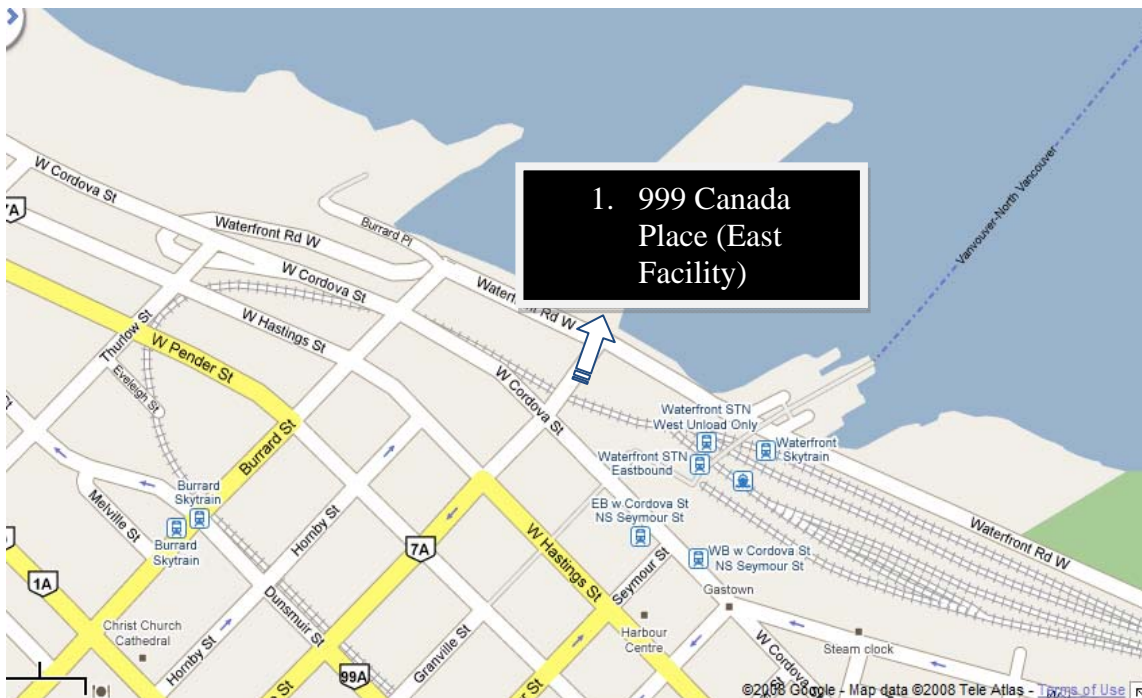 W Cordova St
7A
Waterfront Rd W
Burrard Pl
1. 999 Canada
Place (East
Facility)
Vanvouver-North Vancouver
W Cordova St
Waterf
Rd W
W Hastings St
Thurlow St
W Pender St
Eveleigh St
W Cordova St
Burrard St
Waterfront STN
West Unload Only
Waterfront
Skytrain
Waterfront STN
Eastbound
Burrard
Skytrain
Melville St
Hornby St
EB w Cordova St
NS Seymour St
Burrard
Skytrain
7A
W Hastings St
Seymour St
WB w Cordova St
NS Seymour St
Waterfront Rd W
1A
Dunsmuir St
Gastown
Christ Church
Cathedral
Hornby St
Granville St
Harbour
Centre
W Cordova
Steam clock
99A
St
©2008 Google - Map data ©2008 Tele Atlas - Terms of Use